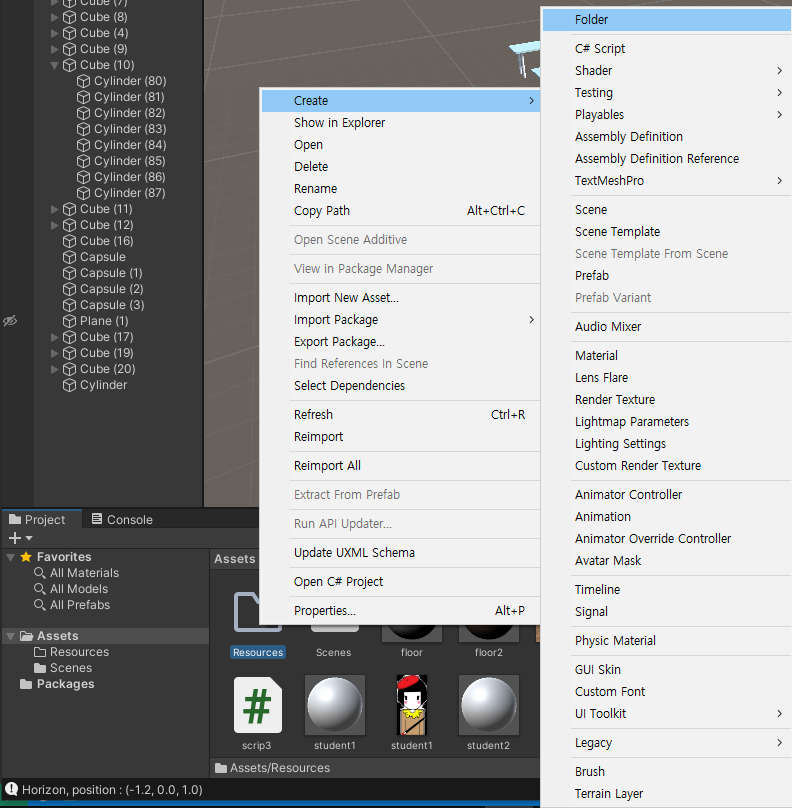 Cube (7)
Cube (8)
Cube (4)
Cube (9)
Cube (10)
Cylinder (80)
Cylinder (81)
Cylinder (82)
Cylinder (83)
Cylinder (84)
Cylinder (85)
Cylinder (86)
Cylinder (87)
Cube (11)
Cube (12)
Cube (16)
Capsule
Capsule (1)
Capsule (2)
Capsule (3)
Plane (1)
Cube (17)
Cube (19)
Cube (20)
Cylinder
Create
Show in Explorer
Open
Delete
Rename
Copy Path Alt+Ctrl+C
Open Scene Additive
View in Package Manager
Import New Asset...
Import Package
Export Package...
Find References In Scene
Select Dependencies
Refresh Ctrl+R
Reimport
Reimport All
Extract From Prefab
Run API Updater...
Update UXML Schema
Open C# Project
Properties... Alt+P
Folder
C# Script
Shader
Testing
Playables
Assembly Definition
Assembly Definition Reference
TextMeshPro
Scene
Scene Template
Scene Template From Scene
Prefab
Prefab Variant
Audio Mixer
Material
Lens Flare
Render Texture
Lightmap Parameters
Lighting Settings
Custom Render Texture
Animator Controller
Animation
Animator Override Controller
Avatar Mask
Timeline
Signal
Physic Material
GUI Skin
Custom Font
UI Toolkit
Legacy
Brush
Terrain Layer
Project Console
Favorites
All Materials
All Models
All Prefabs
Assets
Resources
Scenes
Packages
Assets
Resources Scenes floor floor2
scrip3 student1 student1 student2
Assets/Resources
Horizon, position : (-1.2, 0.0, 1.0)